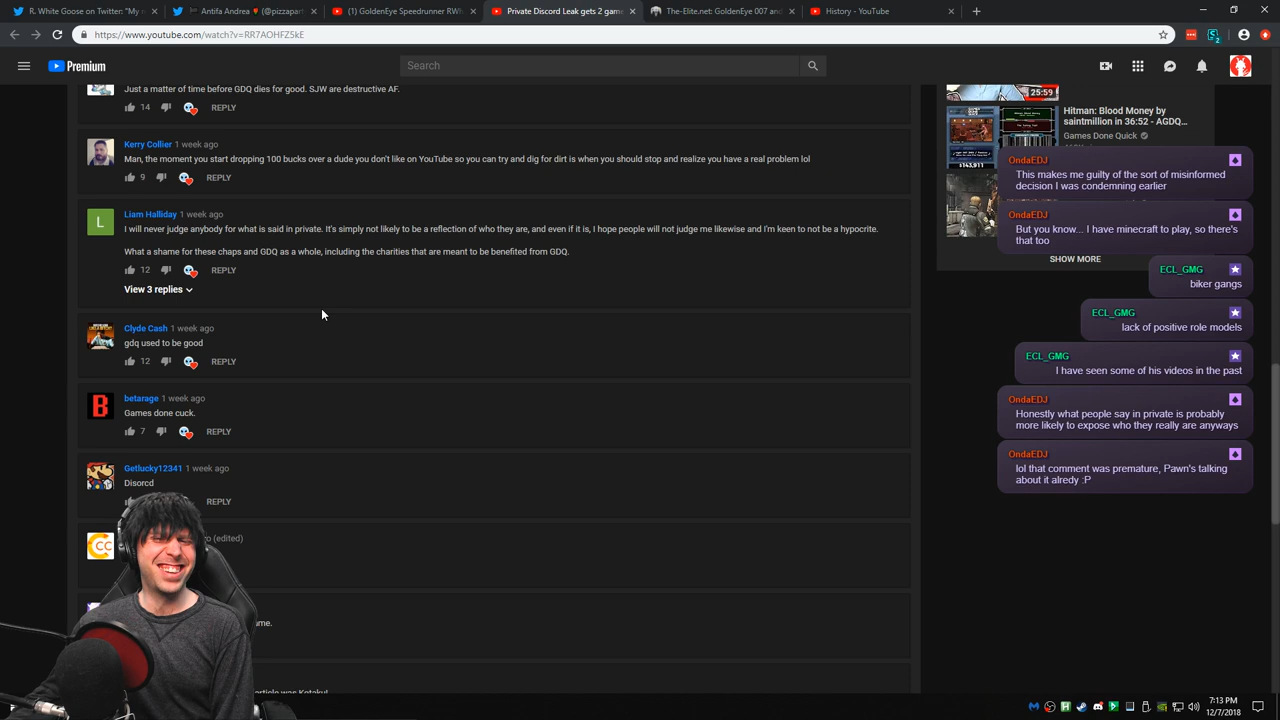 R. White Goose on Twitter: "My n
Antifa Andrea
(@pizzapart
(1) GoldenEye Speedrunner RWh
Private Discord Leak gets 2 game
The-Elite.net: GoldenEye 007 and
History - YouTube
https://www.youtube.com/watch?v=RR7AOHFZ5kE
Premium
Search
Just a matter of time before GDQ dies for good. SJW are destructive AF.
14 REPLY
Kerry Collier 1 week ago
Man, the moment you start dropping 100 bucks over a dude you don't like on YouTube so you can try and dig for dirt is when you should stop and realize you have a real problem lol
9 REPLY
Liam Halliday 1 week ago
I will never judge anybody for what is said in private. It's simply not likely to be a reflection of who they are, and even if it is, I hope people will not judge me likewise and I'm keen to not be a hypocrite.
What a shame for these chaps and GDQ as a whole, including the charities that are meant to be benefited from GDQ.
12 REPLY
View 3 replies
Clyde Cash 1 week ago
gdq used to be good
12 REPLY
betarage 1 week ago
Games done cuck.
7 REPLY
Getlucky12341 1 week ago
Disorcd
REPLY
CC
o (edited)
ame.
article was Kotaku!
25:59
Hitman: Blood Money by
saintmillion in 36:52 - AGDQ...
Games Done Quick
$143,911
SHOW MORE
OndaEDJ
This makes me guilty of the sort of misinformed
decision I was condemning earlier
OndaEDJ
But you know... I have minecraft to play, so there's
that too
ECL_GMG
biker gangs
ECL_GMG
lack of positive role models
ECL_GMG
I have seen some of his videos in the past
OndaEDJ
Honestly what people say in private is probably
more likely to expose who they really are anyways
OndaEDJ
lol that comment was premature, Pawn's talking
about it alredy :P
7:13 PM
12/7/2018